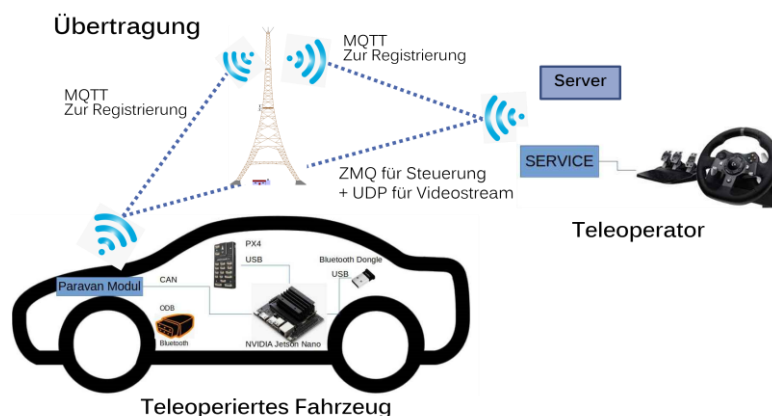 Übertragung
MQTT
Zur Registrierung
MQTT
Zur Registrierung
Server
SERVICE
ZMQ für Steuerung
+ UDP für Videostream
Teleoperator
PX4
USB
Bluetooth Dongle
USB
Paravan Modul
CAN
ODB
Bluetooth
NVIDIA Jetson Nano
Teleoperiertes Fahrzeug